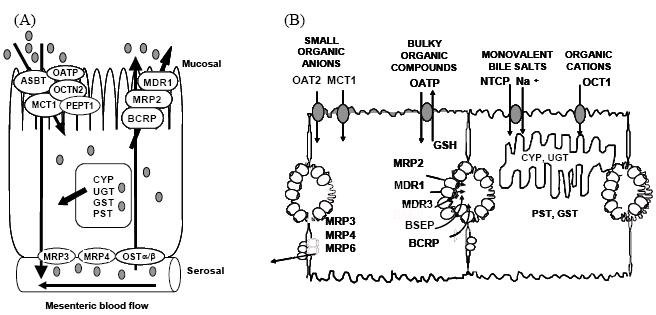 (A)
ASBT
OATP
OCTN2
MCT1
PEPT1
MDR1
MRP2
BCRP
Mucosal
CYP
UGT
GST
PST
MRP3
MRP4
OSTα/β
Serosal
Mesenteric blood flow
(B)
SMALL
ORGANIC
ANIONS
OAT2 MCT1
BULKY
ORGANIC
COMPOUNDS
OATP
GSH
MONOVALENT
BILE SALTS
NTCP Na +
ORGANIC
CATIONS
OCT1
CYP, UGT
PST, GST
MRP2
MDR1
MDR3
BSEP
BCRP
MRP3
MRP4
MRP6